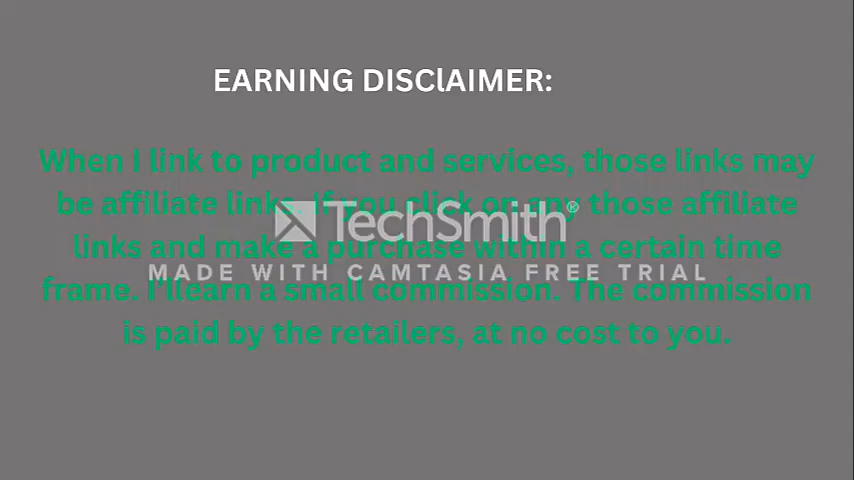 EARNING DISClAIMER:
When I link to product and services, those links may
be affiliate links. If you click on any those affiliate
TechSmith®
links and make a purchase within a certain time
MADE WITH CAMTASIA FREE TRIAL
frame. I'llearn a small commission. The commission
is paid by the retailers, at no cost to you.